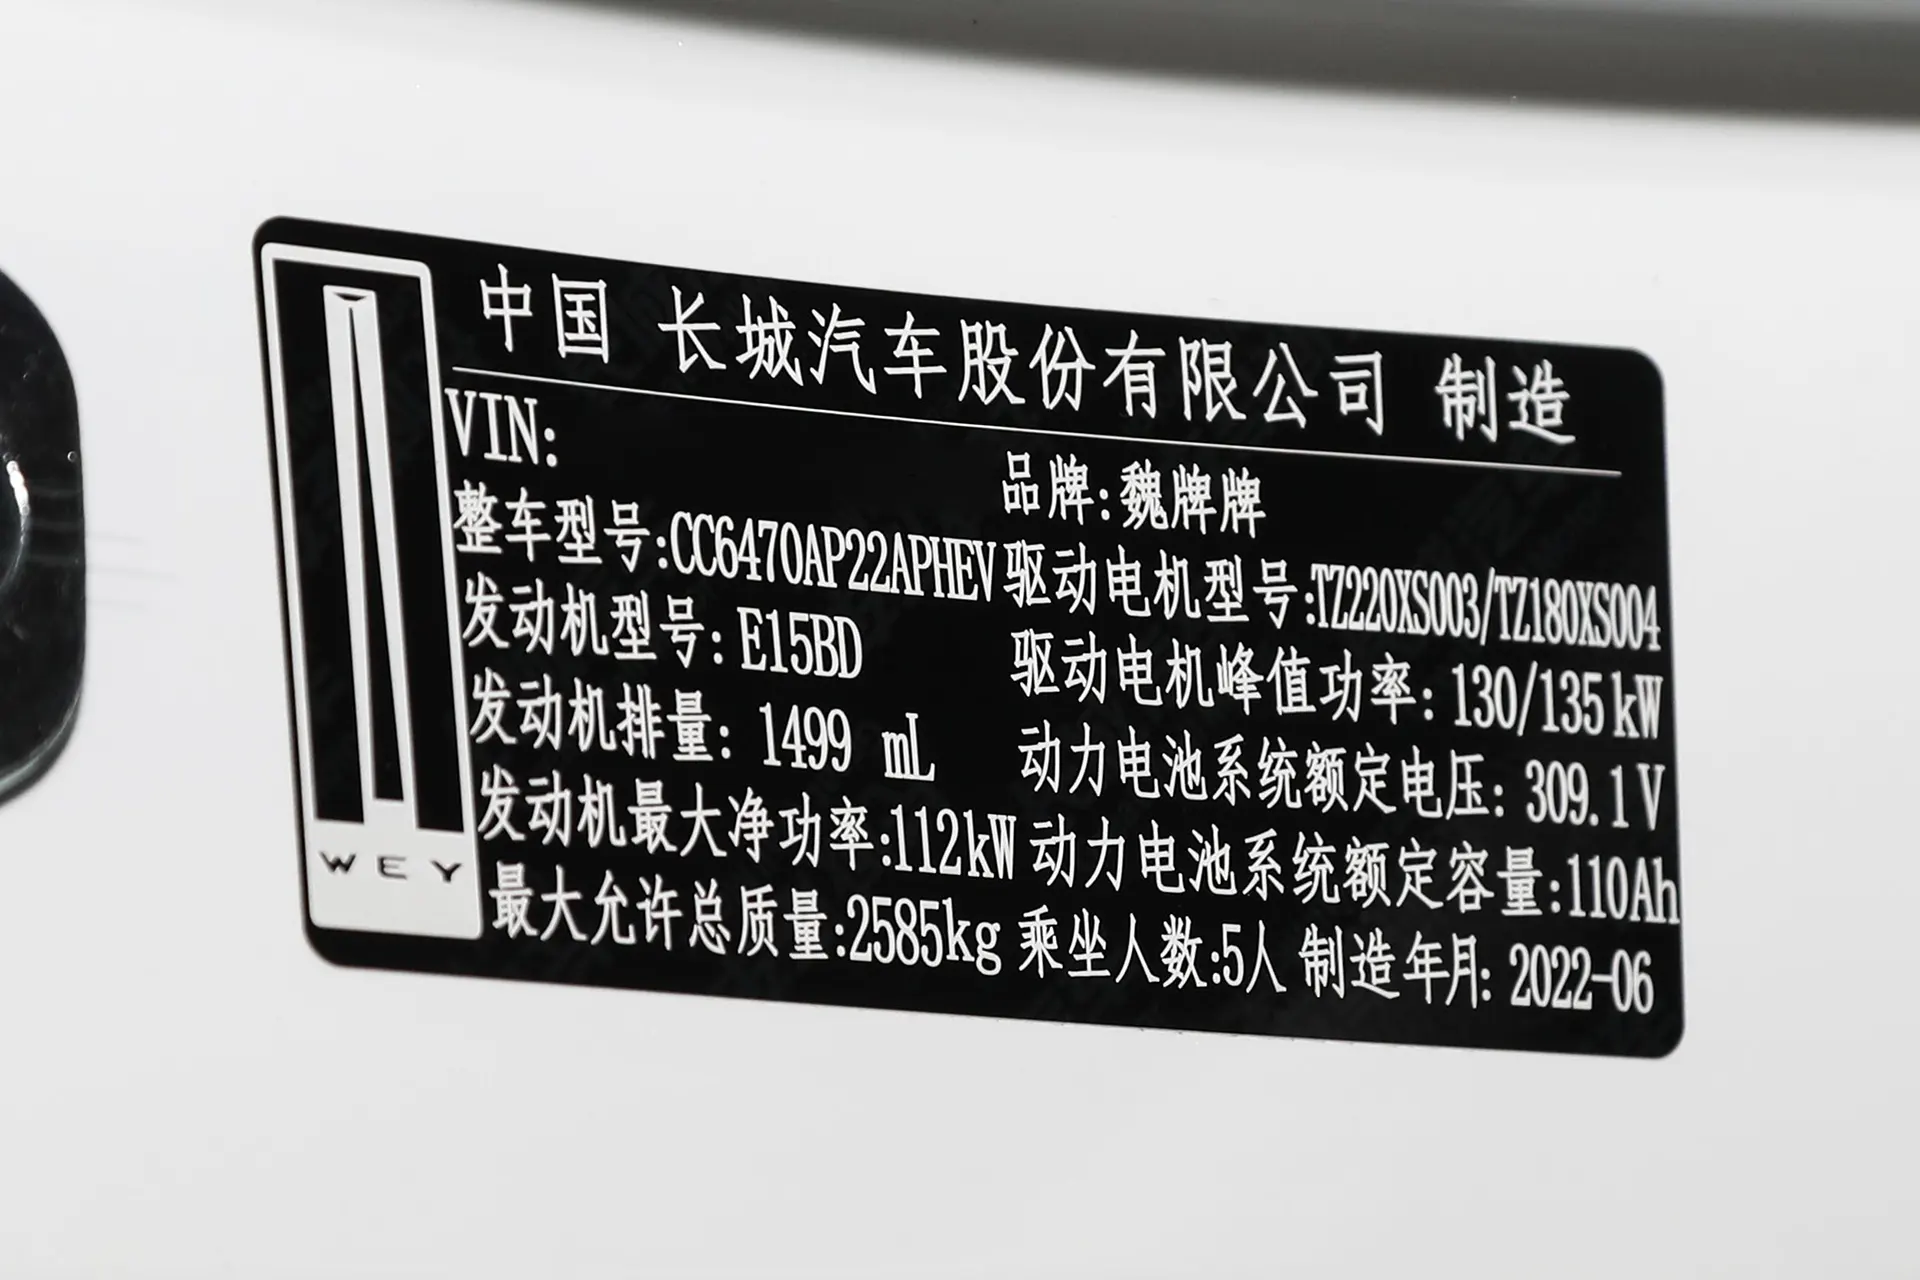 中国 长城汽车股份有限公司 制造
VIN:
品牌:魏牌牌
整车型号:CC6470AP22APHEV 驱动电机型号:TZ220XS003/TZ180XS004
发动机型号: E15BD 驱动电机峰值功率: 130/135kW
发动机排量: 1499 mL 动力电池系统额定电压: 309.1V
发动机最大净功率:112kW 动力电池系统额定容量:110Ah
最大允许总质量:2585kg 乘坐人数:5人 制造年月: 2022-06
WEY